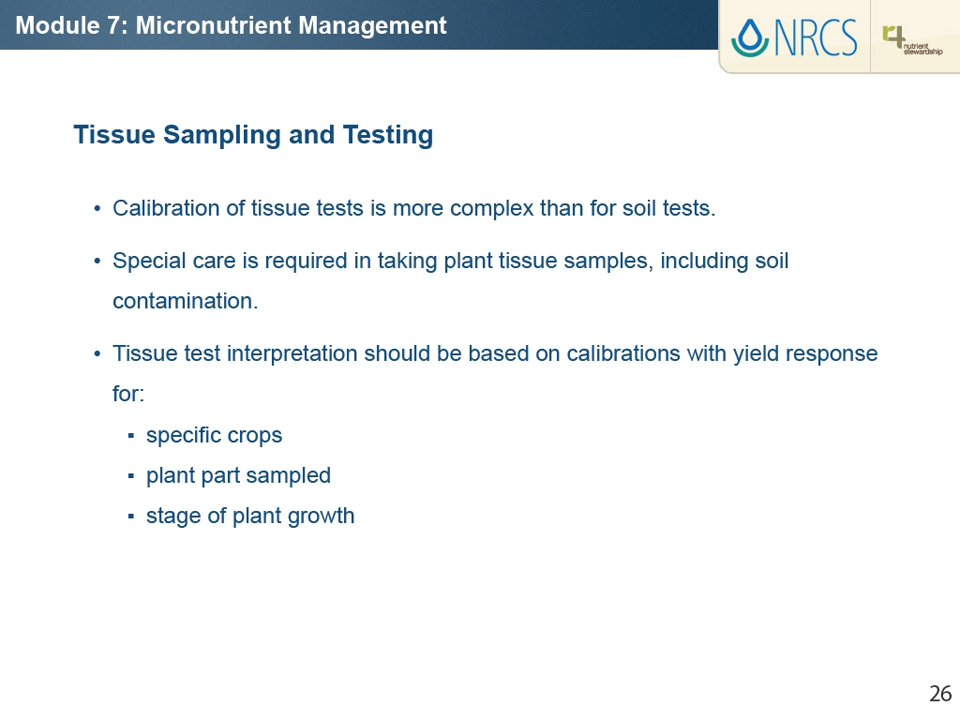 Module 7: Micronutrient Management
NRCS
r4 nutrient
stewardship
Tissue Sampling and Testing
• Calibration of tissue tests is more complex than for soil tests.
• Special care is required in taking plant tissue samples, including soil
contamination.
• Tissue test interpretation should be based on calibrations with yield response
for:
▪ specific crops
▪ plant part sampled
▪ stage of plant growth
26